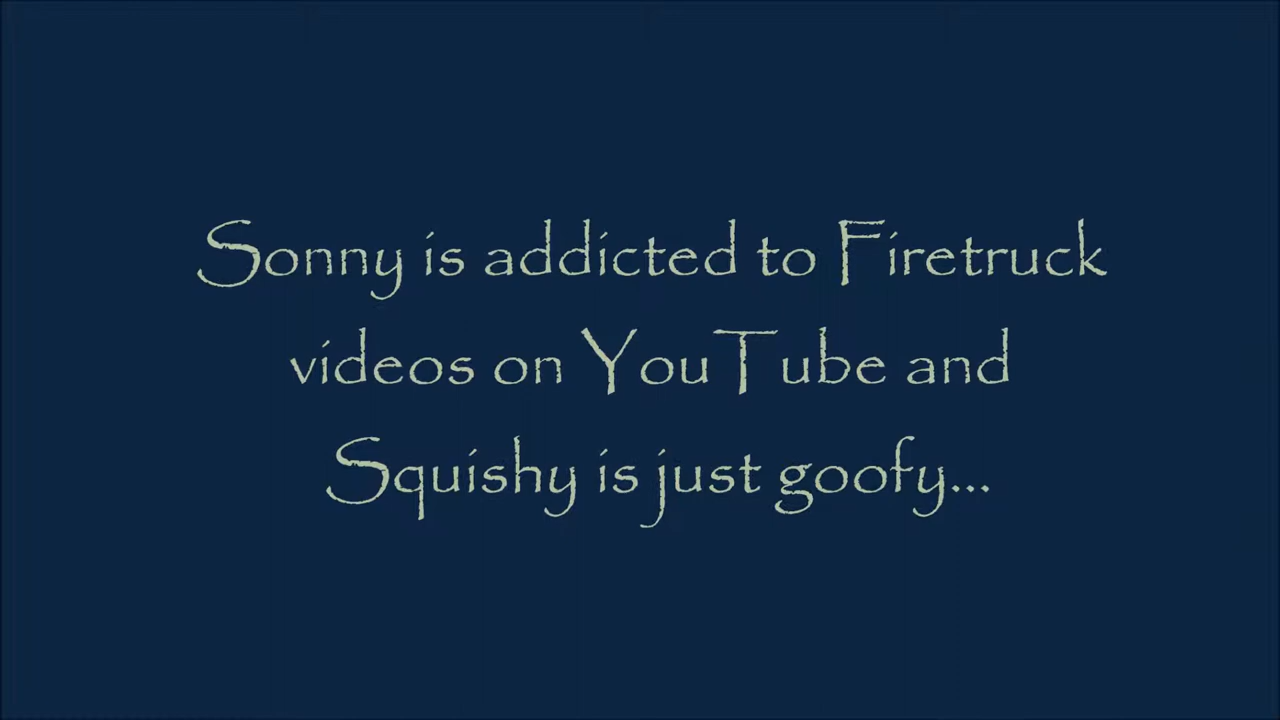 Sonny is addicted to Firetruck
videos on YouTube and
Squishy is just goofy...